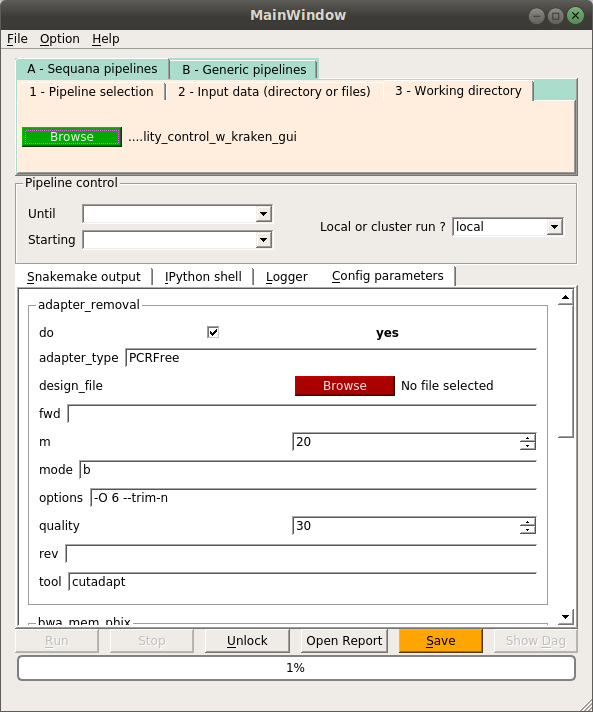 MainWindow
File Option Help
A - Sequana pipelines B - Generic pipelines
1 - Pipeline selection 2 - Input data (directory or files) 3 - Working directory
Browse ....lity_control_w_kraken_gui
Pipeline control
Until
Local or cluster run ? local
Starting
Snakemake output IPython shell Logger Config parameters
adapter_removal
do yes
adapter_type PCRFree
design_file Browse No file selected
fwd
m 20
mode b
options -O 6 --trim-n
quality 30
rev
tool cutadapt
bwa_mem_phix
Run Stop Unlock Open Report Save Show Dag
1%